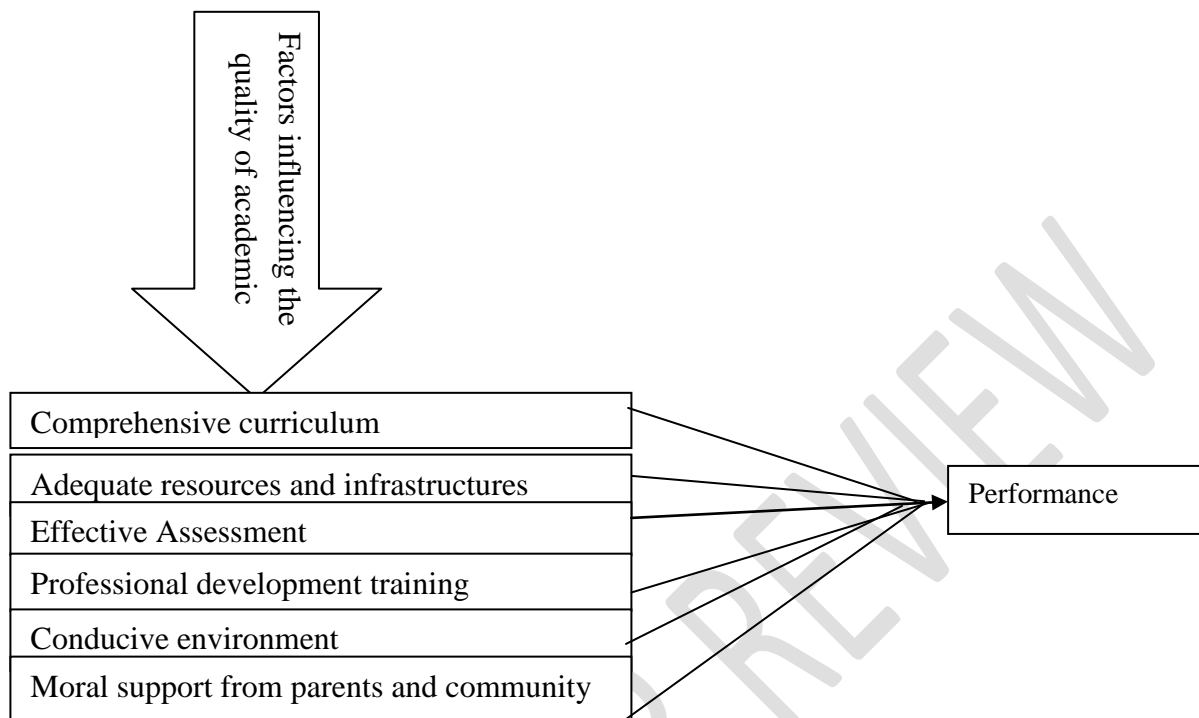 Factors influencing the
quality of academic
Comprehensive curriculum
Adequate resources and infrastructures
Effective Assessment
Professional development training
Conducive environment
Moral support from parents and community
Performance
REVIEW